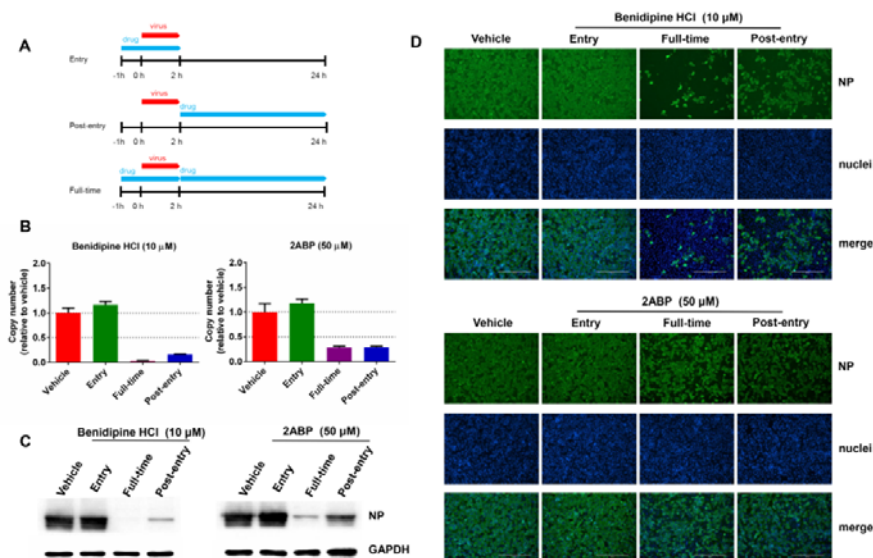 A
virus
drug
Entry
-1h 0 h 2 h 24 h
virus
drug
Post-entry
-1h 0 h 2 h 24 h
virus
drug drug
Full-time
-1h 0 h 2 h 24 h
B
Benidipine HCl (10 μM)
Copy number
(relative to vehicle)
2.0
1.5
1.0
0.5
0.0
Vehicle
Entry
Full-time
Post-entry
2ABP (50 μM)
Copy number
(relative to vehicle)
2.0
1.5
1.0
0.5
0.0
Vehicle
Entry
Full-time
Post-entry
C
Benidipine HCl (10 μM)
Vehicle
Entry
Full-time
Post-entry
2ABP (50 μM)
Vehicle
Entry
Full-time
Post-entry
NP
GAPDH
D
Benidipine HCl (10 μM)
Vehicle Entry Full-time Post-entry
NP
nuclei
merge
2ABP (50 μM)
Vehicle Entry Full-time Post-entry
NP
nuclei
merge